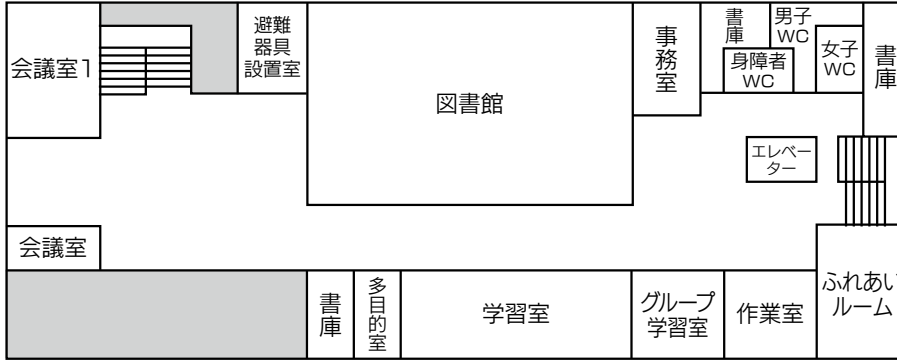 会議室1
避難
器具
設置室
図書館
事務室
書庫
男子
WC
身障者
WC
女子
WC
書庫
エレベー
ター
会議室
書庫
多目的室
学習室
グループ
学習室
作業室
ふれあい
ルーム